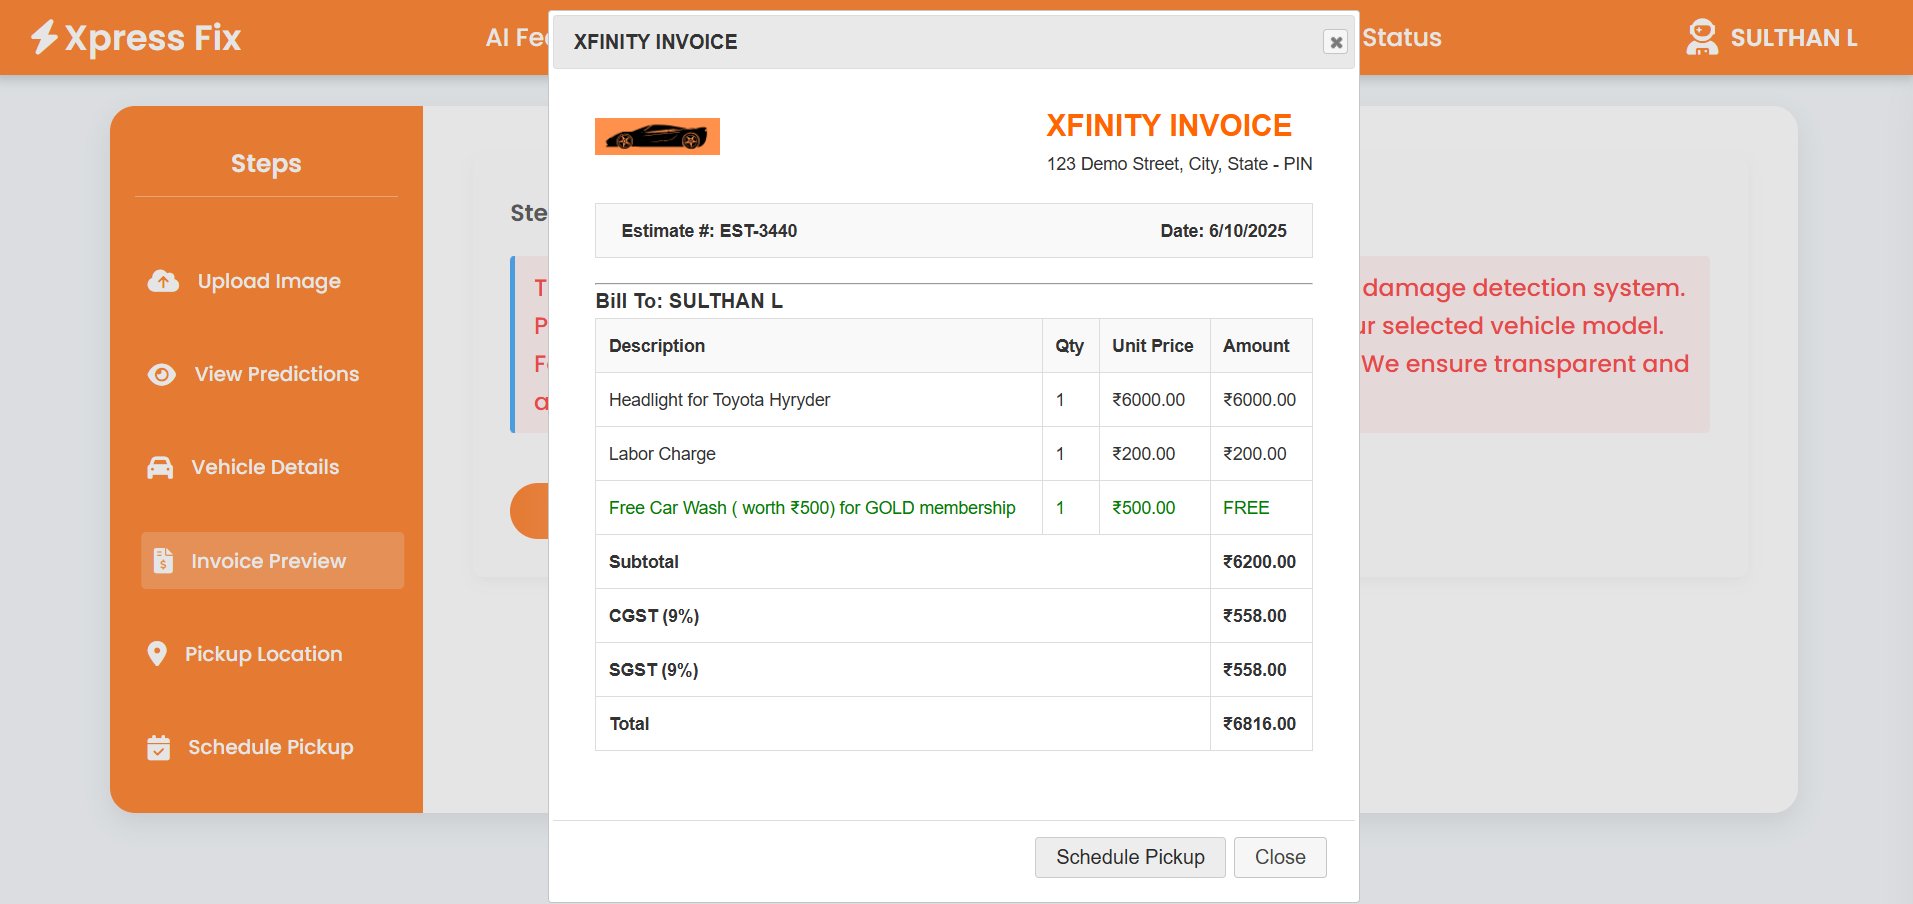 Xpress Fix
AI Fe
Status
SULTHAN L
XFINITY INVOICE
Steps
Upload Image
View Predictions
Vehicle Details
Invoice Preview
Pickup Location
Schedule Pickup
Ste
damage detection system.
selected vehicle model.
We ensure transparent and
XFINITY INVOICE
123 Demo Street, City, State - PIN
Estimate #: EST-3440 Date: 6/10/2025
Bill To: SULTHAN L
Description Qty Unit Price Amount
Headlight for Toyota Hyryder 1 ₹6000.00 ₹6000.00
Labor Charge 1 ₹200.00 ₹200.00
Free Car Wash ( worth ₹500) for GOLD membership 1 ₹500.00 FREE
Subtotal ₹6200.00
CGST (9%) ₹558.00
SGST (9%) ₹558.00
Total ₹6816.00
Schedule Pickup Close